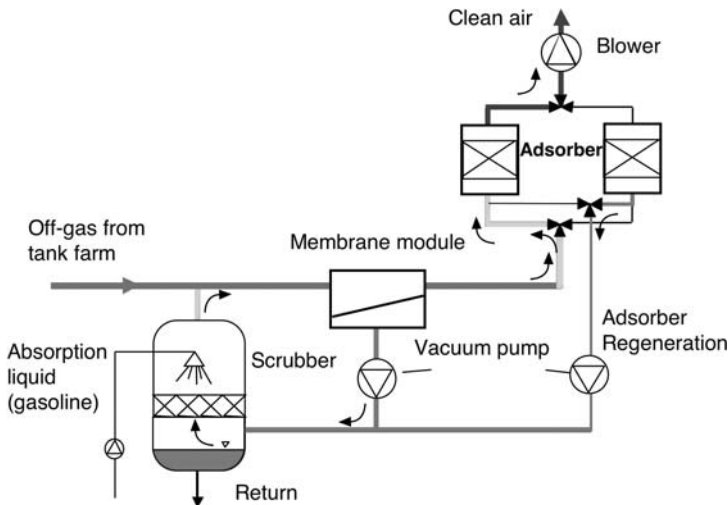 Clean air
Blower
Adsorber
Off-gas from
tank farm
Membrane module
Absorption
liquid
(gasoline)
Scrubber
Vacuum pump
Adsorber
Regeneration
Return